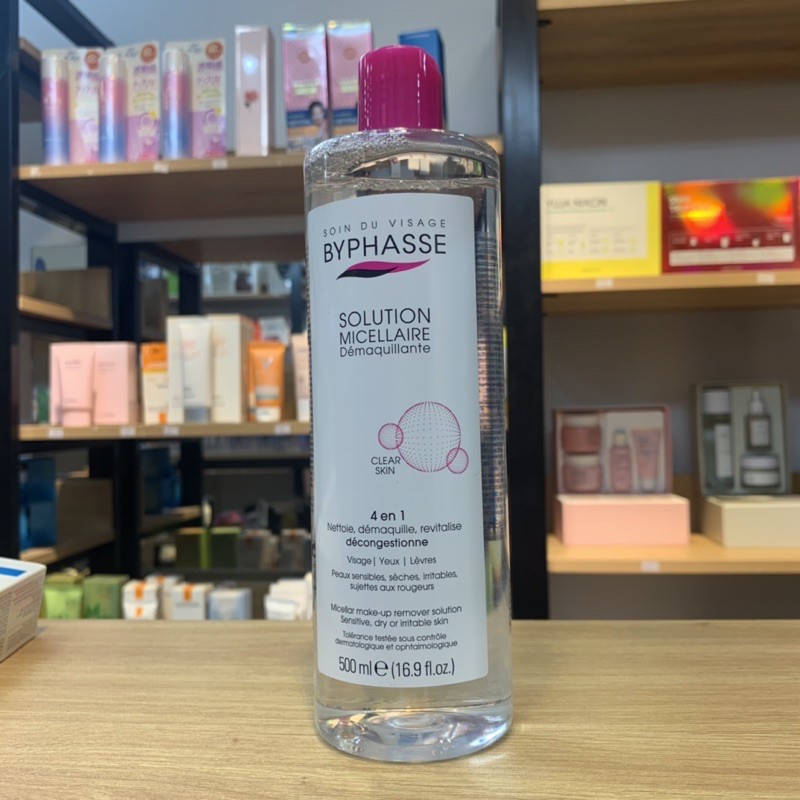 SOIN DU VISAGE
BYPHASSE
SOLUTION
MICELLAIRE
Démaquillante
CLEAR
SKIN
4 en 1
Nettoie, démaquille, revitalise
décongestionne
Visage | Yeux | Lèvres
Peaux sensibles, sèches, irritables,
sujettes aux rougeurs
Micellar make-up remover solution
Sensitive, dry or irritable skin
Tolérance testée sous contrôle
dermatologique et ophtalmologique
500 ml ℮ (16.9 fl.oz.)